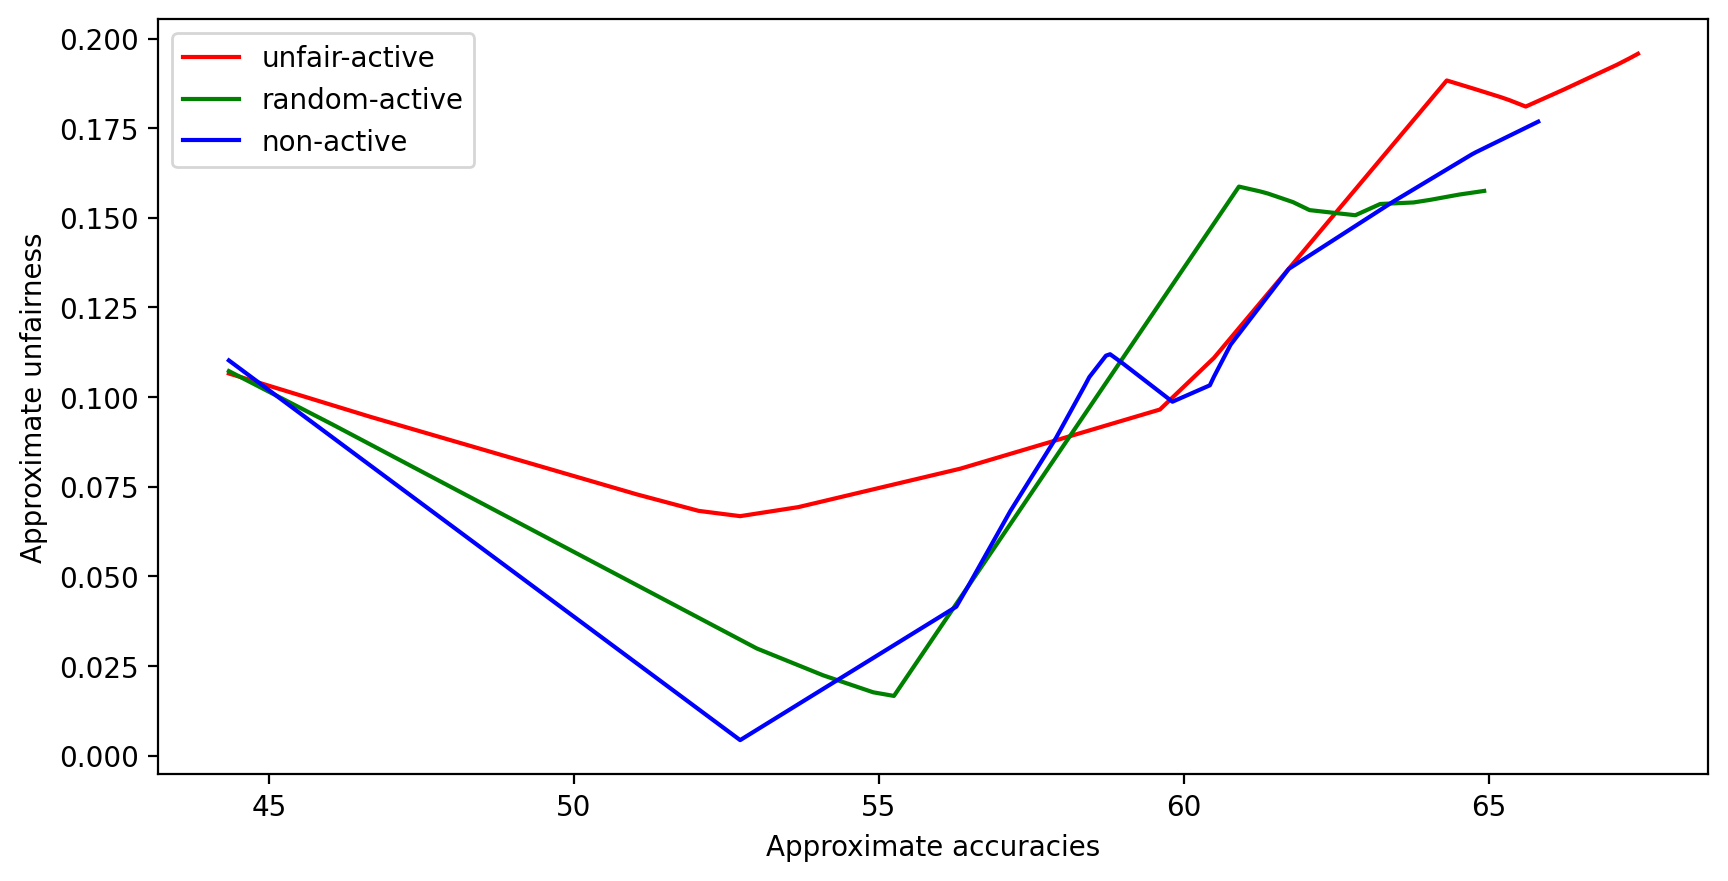 unfair-active
random-active
non-active
0.200
0.175
0.150
0.125
0.100
0.075
0.050
0.025
0.000
Approximate unfairness
45 50 55 60 65
Approximate accuracies